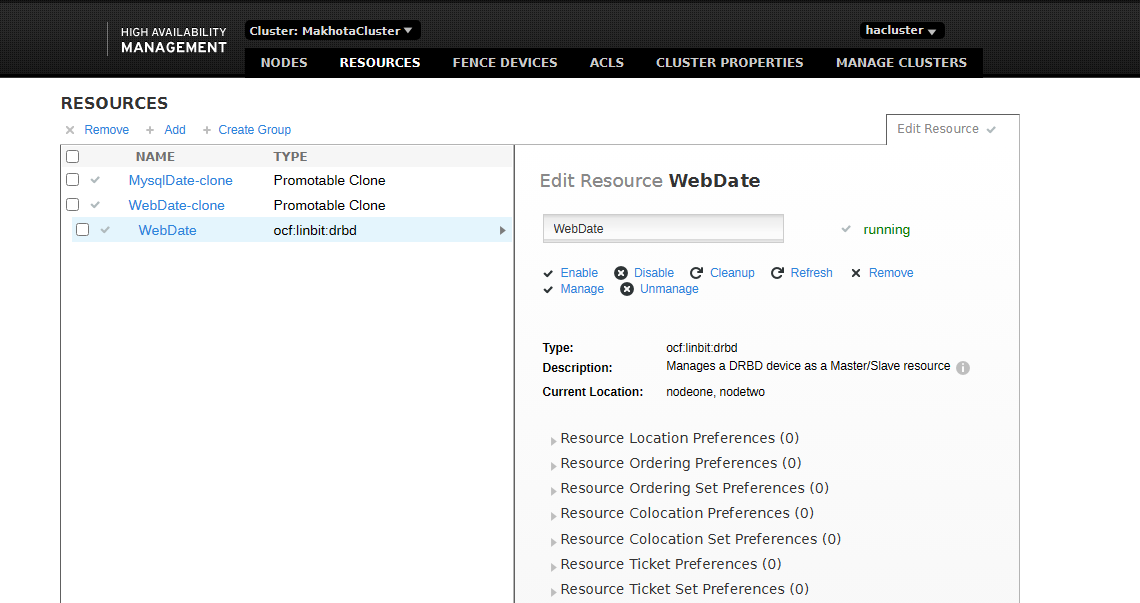 HIGH AVAILABILITY
MANAGEMENT
Cluster: MakhotaCluster
hacluster
NODES RESOURCES FENCE DEVICES ACLS CLUSTER PROPERTIES MANAGE CLUSTERS
RESOURCES
Remove Add Create Group
Edit Resource
NAME TYPE
MysqlDate-clone Promotable Clone
WebDate-clone Promotable Clone
WebDate ocf:linbit:drbd
Edit Resource WebDate
WebDate running
Enable Disable Cleanup Refresh Remove
Manage Unmanage
Type: ocf:linbit:drbd
Description: Manages a DRBD device as a Master/Slave resource
Current Location: nodeone, nodetwo
Resource Location Preferences (0)
Resource Ordering Preferences (0)
Resource Ordering Set Preferences (0)
Resource Colocation Preferences (0)
Resource Colocation Set Preferences (0)
Resource Ticket Preferences (0)
Resource Ticket Set Preferences (0)